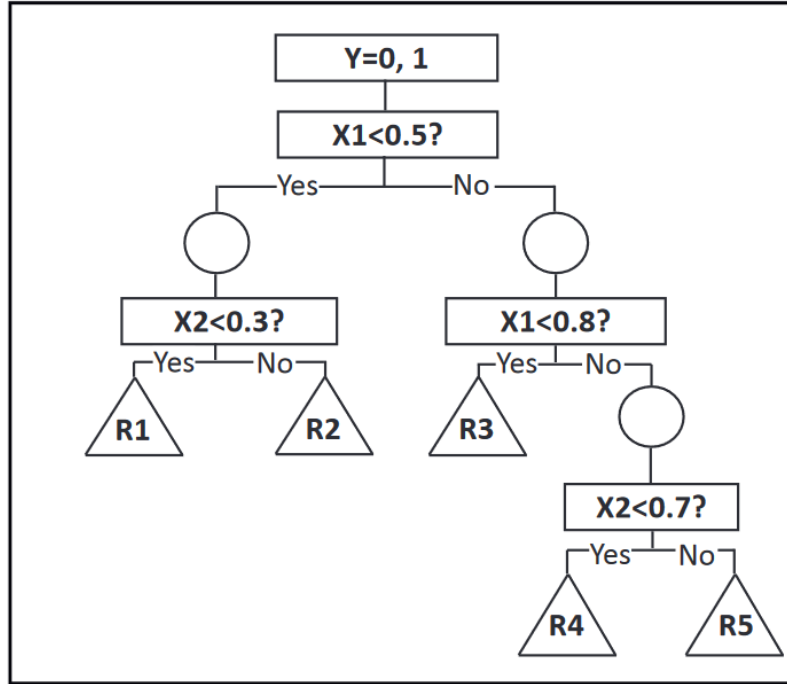 Y=0, 1
X1<0.5?
Yes No
X2<0.3? X1<0.8?
Yes No Yes No
R1 R2 R3
X2<0.7?
Yes No
R4 R5